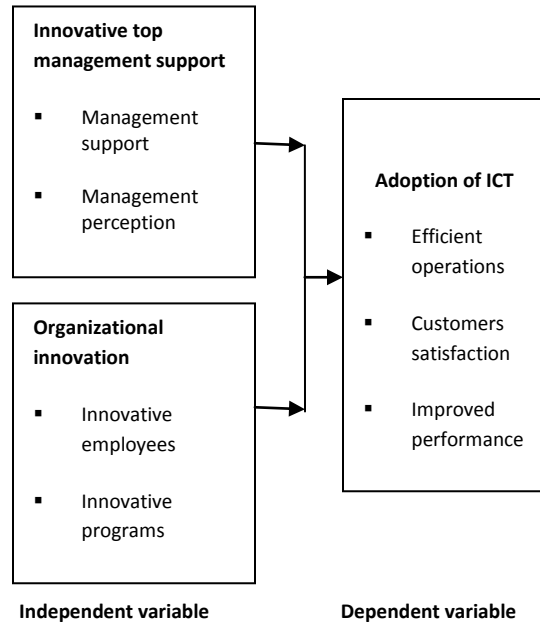 Innovative top
management support
▪ Management
support
▪ Management
perception
Organizational
innovation
▪ Innovative
employees
▪ Innovative
programs
Adoption of ICT
▪ Efficient
operations
▪ Customers
satisfaction
▪ Improved
performance
Independent variable
Dependent variable